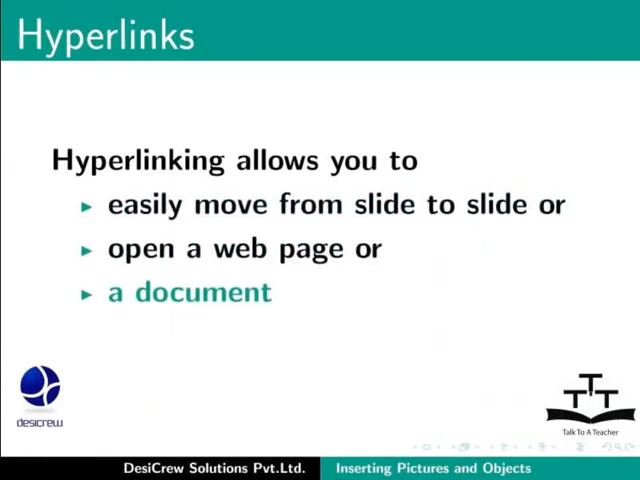 Hyperlinks
Hyperlinking allows you to
easily move from slide to slide or
open a web page or
a document
desicrew
TTT
Talk To A Teacher
DesiCrew Solutions Pvt.Ltd. Inserting Pictures and Objects